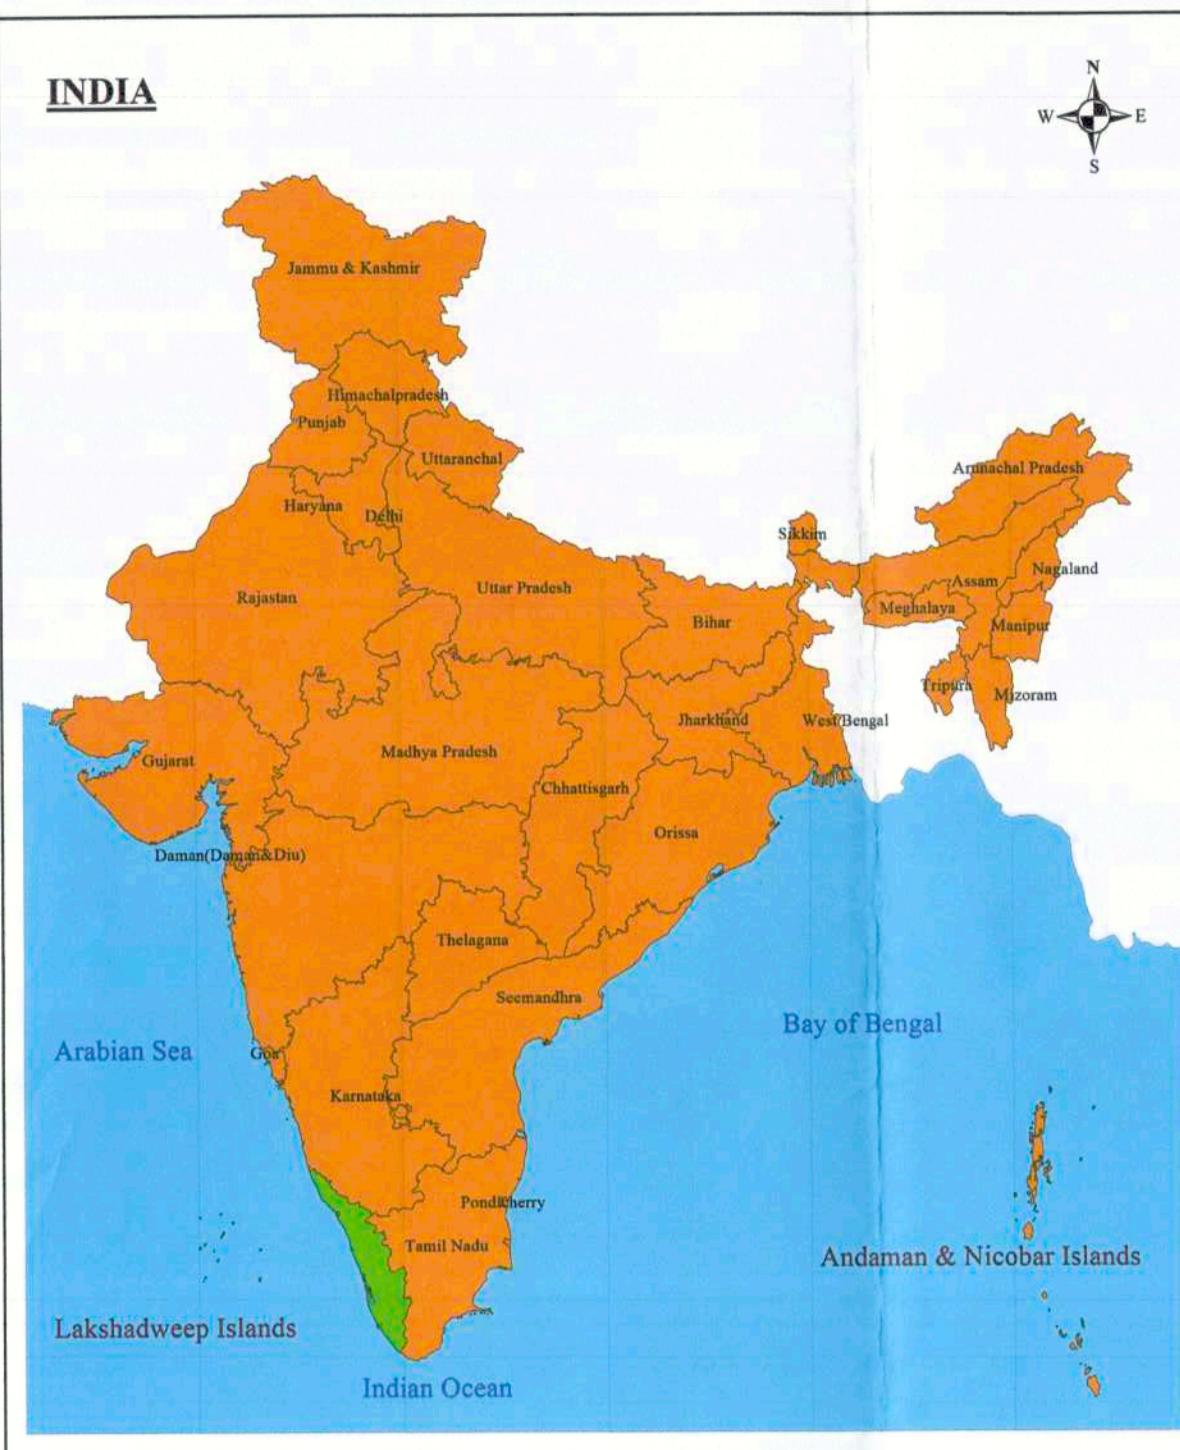 INDIA
N
W
E
S
Jammu & Kashmir
Himachalpradesh
Punjab
Uttaranchal
Arunachal Pradesh
Haryana
Delhi
Sikkim
Nagaland
Assam
Uttar Pradesh
Rajastan
Meghalaya
Bihar
Manipur
Tripura
Mizoram
Jharkhand
West Bengal
Madhya Pradesh
Gujarat
Chhattisgarh
Orissa
Daman(Daman&Diu)
Thelagana
Seemandhra
Bay of Bengal
Arabian Sea
Goa
Karnataka
Pondicherry
Tamil Nadu
Andaman & Nicobar Islands
Lakshadweep Islands
Indian Ocean